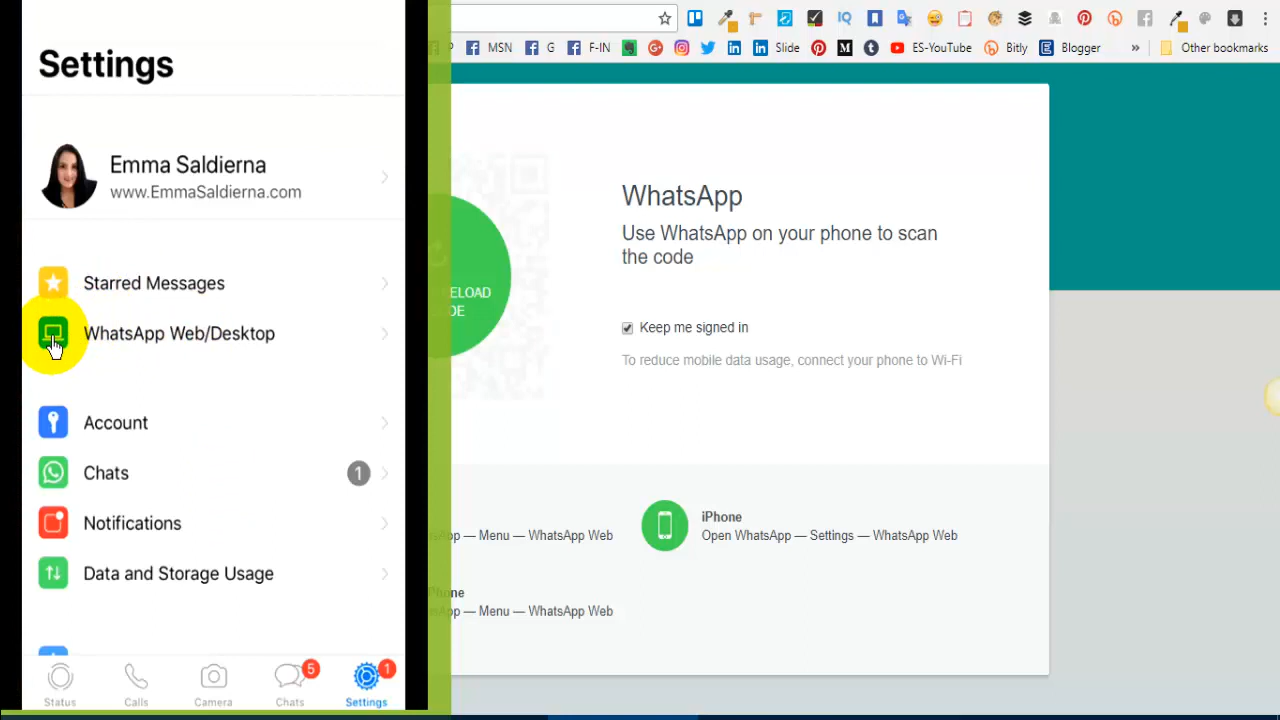 Settings
Emma Saldierna
www.EmmaSaldierna.com
Starred Messages
WhatsApp Web/Desktop
Account
Chats
1
Notifications
Data and Storage Usage
Status
Calls
Camera
5
Chats
1
Settings
P
MSN
G
F-IN
Slide
ES-YouTube
Bitly
Blogger
»
Other bookmarks
WhatsApp
Use WhatsApp on your phone to scan
the code
ELOAD
DE
Keep me signed in
To reduce mobile data usage, connect your phone to Wi-Fi
— Menu — WhatsApp Web
iPhone
Open WhatsApp — Settings — WhatsApp Web
Phone
— Menu — WhatsApp Web